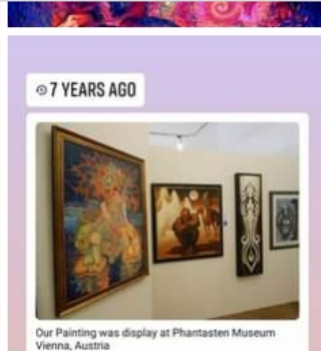 7 YEARS AGO
Our Painting was display at Phantasten Museum
Vienna, Austria